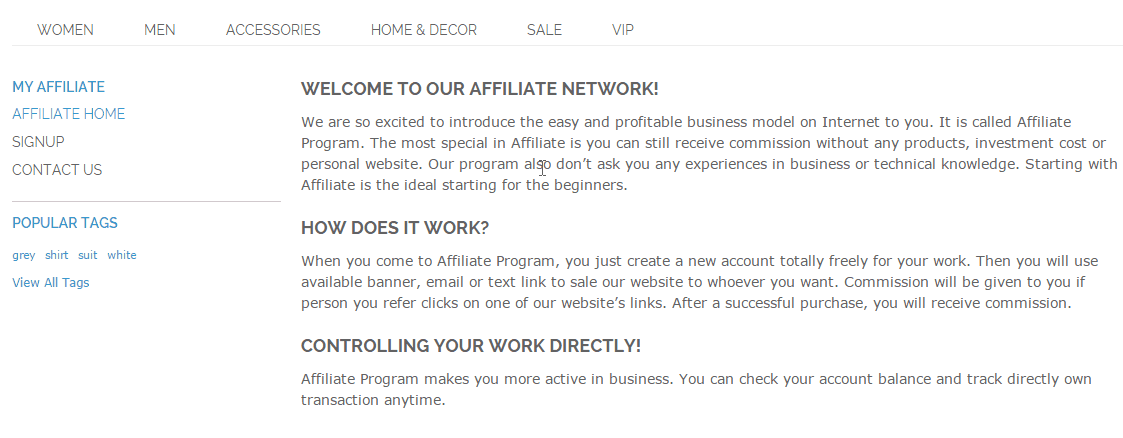 WOMEN MEN ACCESSORIES HOME & DECOR SALE VIP
MY AFFILIATE
AFFILIATE HOME
SIGNUP
CONTACT US
POPULAR TAGS
grey shirt suit white
View All Tags
WELCOME TO OUR AFFILIATE NETWORK!
We are so excited to introduce the easy and profitable business model on Internet to you. It is called Affiliate
Program. The most special in Affiliate is you can still receive commission without any products, investment cost or
personal website. Our program also don't ask you any experiences in business or technical knowledge. Starting with
Affiliate is the ideal starting for the beginners.
HOW DOES IT WORK?
When you come to Affiliate Program, you just create a new account totally freely for your work. Then you will use
available banner, email or text link to sale our website to whoever you want. Commission will be given to you if
person you refer clicks on one of our website's links. After a successful purchase, you will receive commission.
CONTROLLING YOUR WORK DIRECTLY!
Affiliate Program makes you more active in business. You can check your account balance and track directly own
transaction anytime.